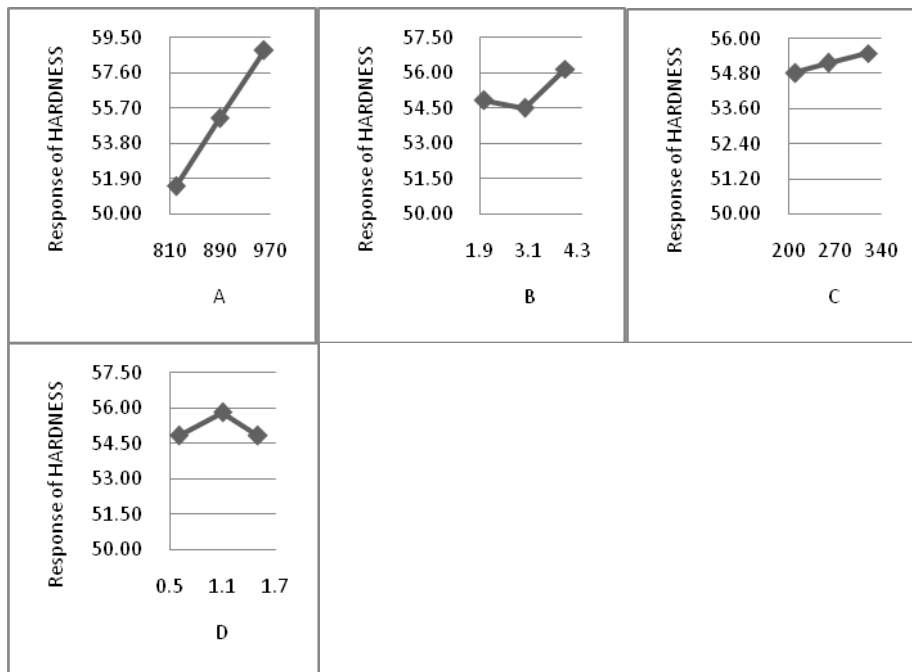 Response of HARDNESS
59.50
57.60
55.70
53.80
51.90
50.00
810 890 970
A
Response of HARDNESS
57.50
56.00
54.50
53.00
51.50
50.00
1.9 3.1 4.3
B
Response of HARDNESS
56.00
54.80
53.60
52.40
51.20
50.00
200 270 340
C
Response of HARDNESS
57.50
56.00
54.50
53.00
51.50
50.00
0.5 1.1 1.7
D